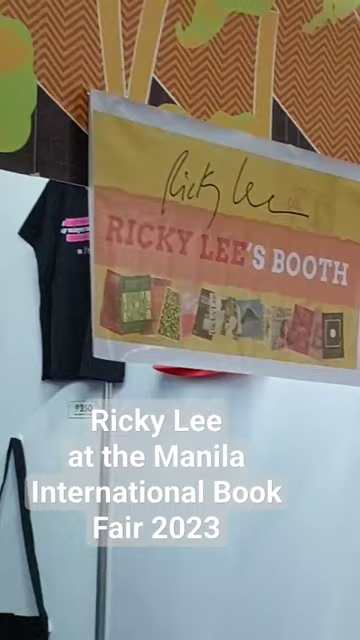 Ricky Lee
RICKY LEE'S BOOTH
Ricky Lee
at the Manila
International Book
Fair 2023